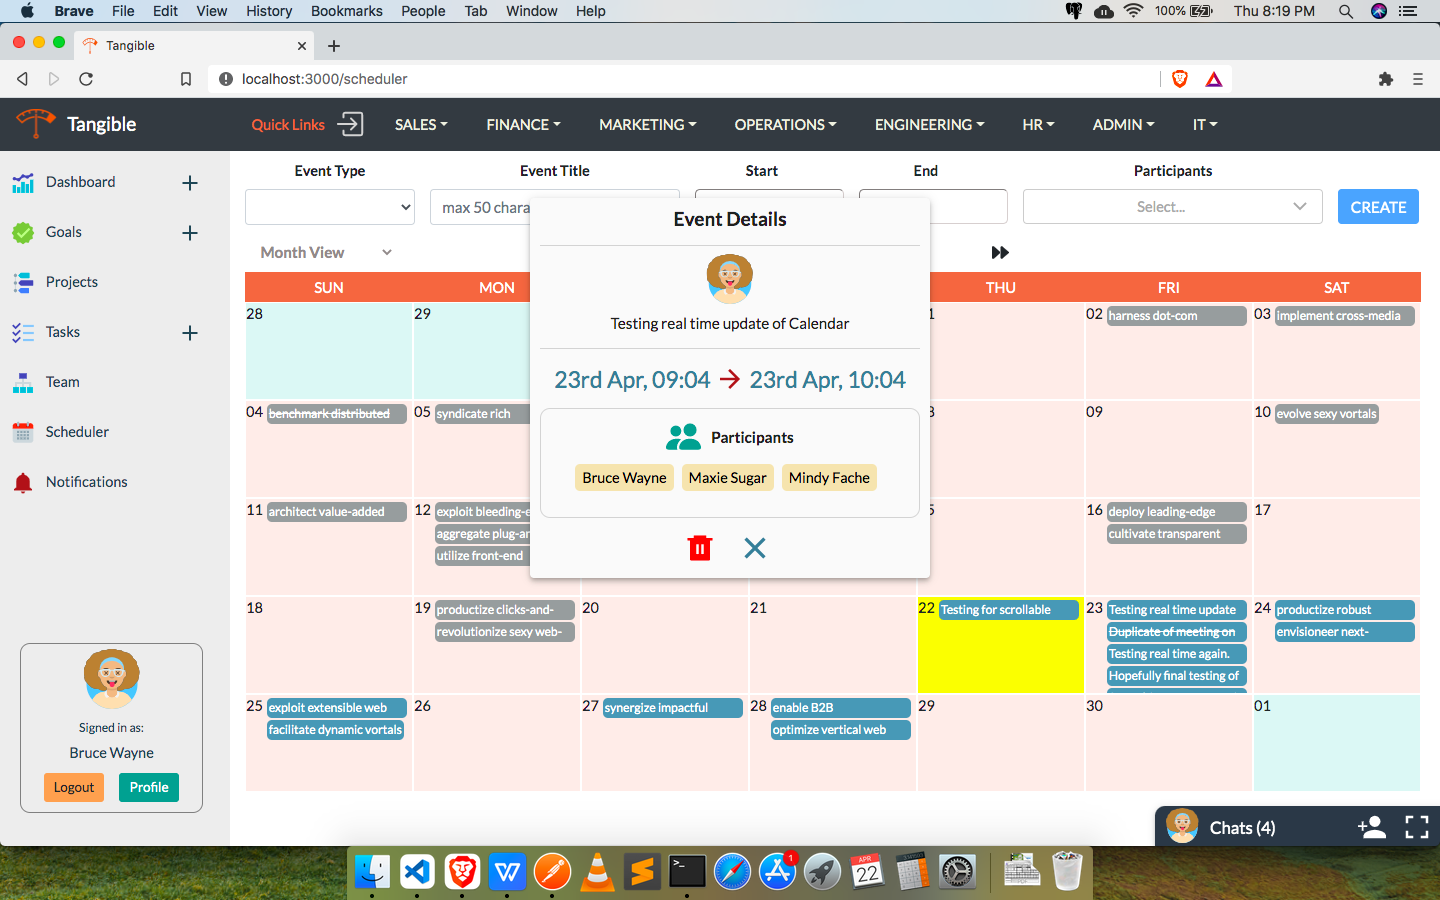 Brave File Edit View History Bookmarks People Tab Window Help 100% Thu 8:19 PM
Tangible
localhost:3000/scheduler
Tangible
Quick Links SALES FINANCE MARKETING OPERATIONS ENGINEERING HR ADMIN IT
Dashboard
Goals
Projects
Tasks
Team
Scheduler
Notifications
Signed in as:
Bruce Wayne
Logout Profile
Event Type Event Title Start End Participants
max 50 chara Select... CREATE
Month View
Event Details
Testing real time update of Calendar
23rd Apr, 09:04 23rd Apr, 10:04
Participants
Bruce Wayne Maxie Sugar Mindy Fache
SUN MON THU FRI SAT
28 29 02 harness dot-com 03 implement cross-media
04 benchmark distributed 05 syndicate rich 09 10 evolve sexy vortals
11 architect value-added 12 exploit bleeding-e 16 deploy leading-edge 17
aggregate plug-ar cultivate transparent
utilize front-end
18 19 productize clicks-and- 20 21 22 Testing for scrollable 23 Testing real time update 24 productize robust
revolutionize sexy web- Duplicate of meeting on envisioneer next-
Testing real time again.
Hopefully final testing of
25 exploit extensible web 26 27 synergize impactful 28 enable B2B 29 30 01
facilitate dynamic vortals optimize vertical web
Chats (4)
1
APR
22